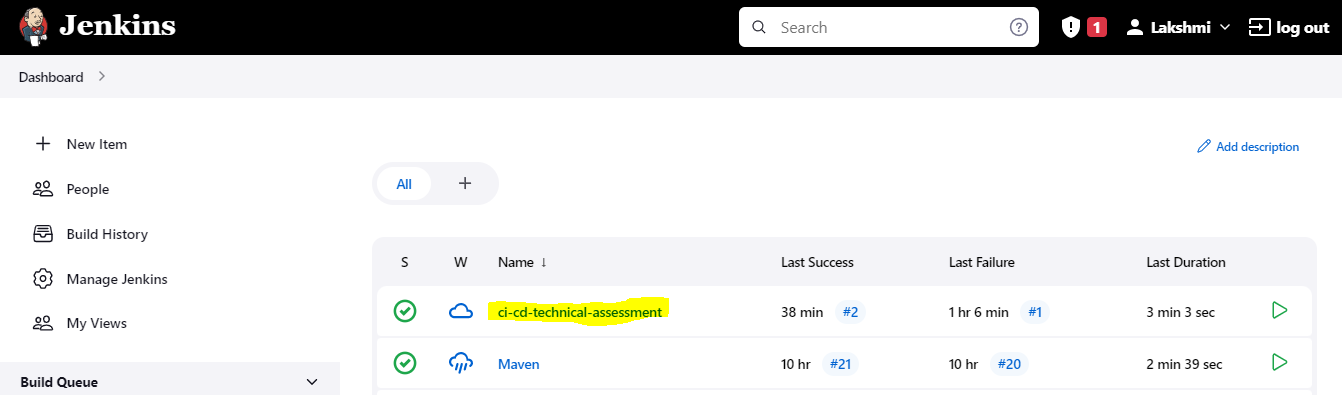 Jenkins
Search
1
Lakshmi
log out
Dashboard
New Item
People
Build History
Manage Jenkins
My Views
Build Queue
Add description
All
S W Name ↓ Last Success Last Failure Last Duration
ci-cd-technical-assessment 38 min #2 1 hr 6 min #1 3 min 3 sec
Maven 10 hr #21 10 hr #20 2 min 39 sec